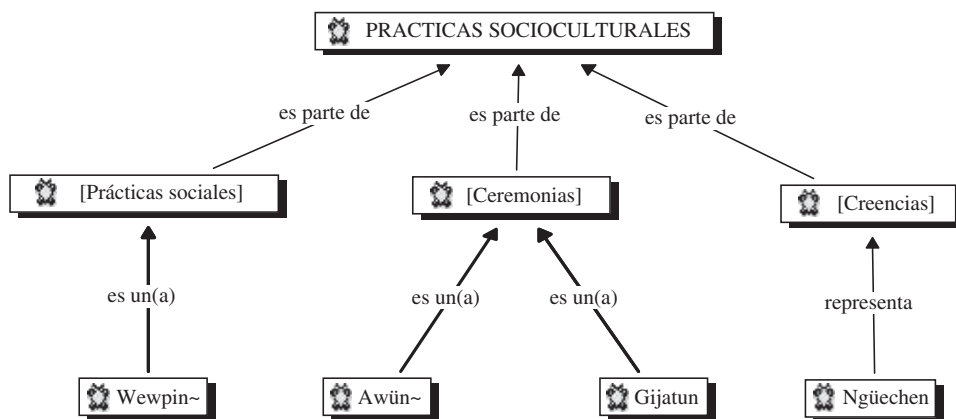 PRACTICAS SOCIOCULTURALES
es parte de
es parte de
es parte de
[Prácticas sociales]
[Ceremonias]
[Creencias]
es un(a)
es un(a)
es un(a)
representa
Wewpin~
Awün~
Gijatun
Ngüechen